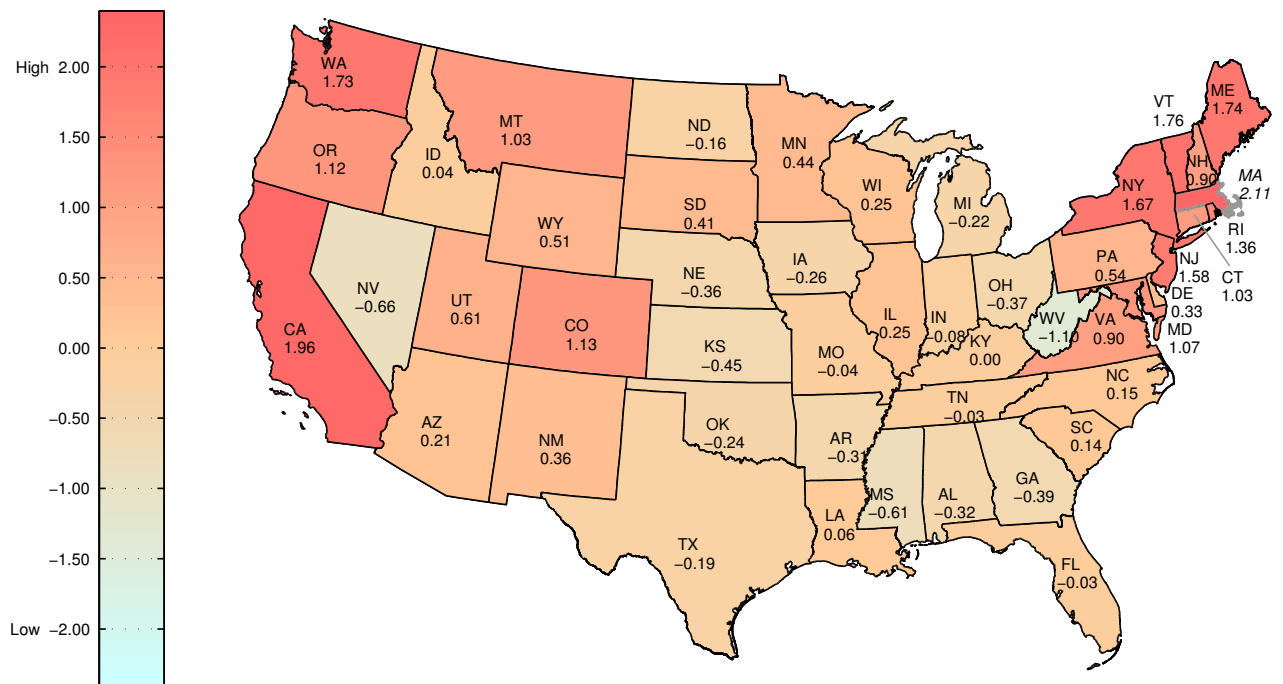 High 2.00
1.50
1.00
0.50
0.00
−0.50
−1.00
−1.50
Low −2.00
WA
1.73
OR
1.12
CA
1.96
ID
0.04
NV
−0.66
MT
1.03
WY
0.51
UT
0.61
CO
1.13
AZ
0.21
NM
0.36
ND
−0.16
SD
0.41
NE
−0.36
KS
−0.45
OK
−0.24
TX
−0.19
MN
0.44
IA
−0.26
MO
−0.04
AR
−0.31
LA
0.06
WI
0.25
IL
0.25
MI
−0.22
IN
−0.08
OH
−0.37
KY
0.00
TN
−0.03
MS
−0.61
AL
−0.32
GA
−0.39
FL
−0.03
SC
0.14
NC
0.15
WV
−1.10
VA
0.90
PA
0.54
NY
1.67
VT
1.76
NH
0.90
ME
1.74
MA
2.11
RI
1.36
CT
1.03
NJ
1.58
DE
0.33
MD
1.07